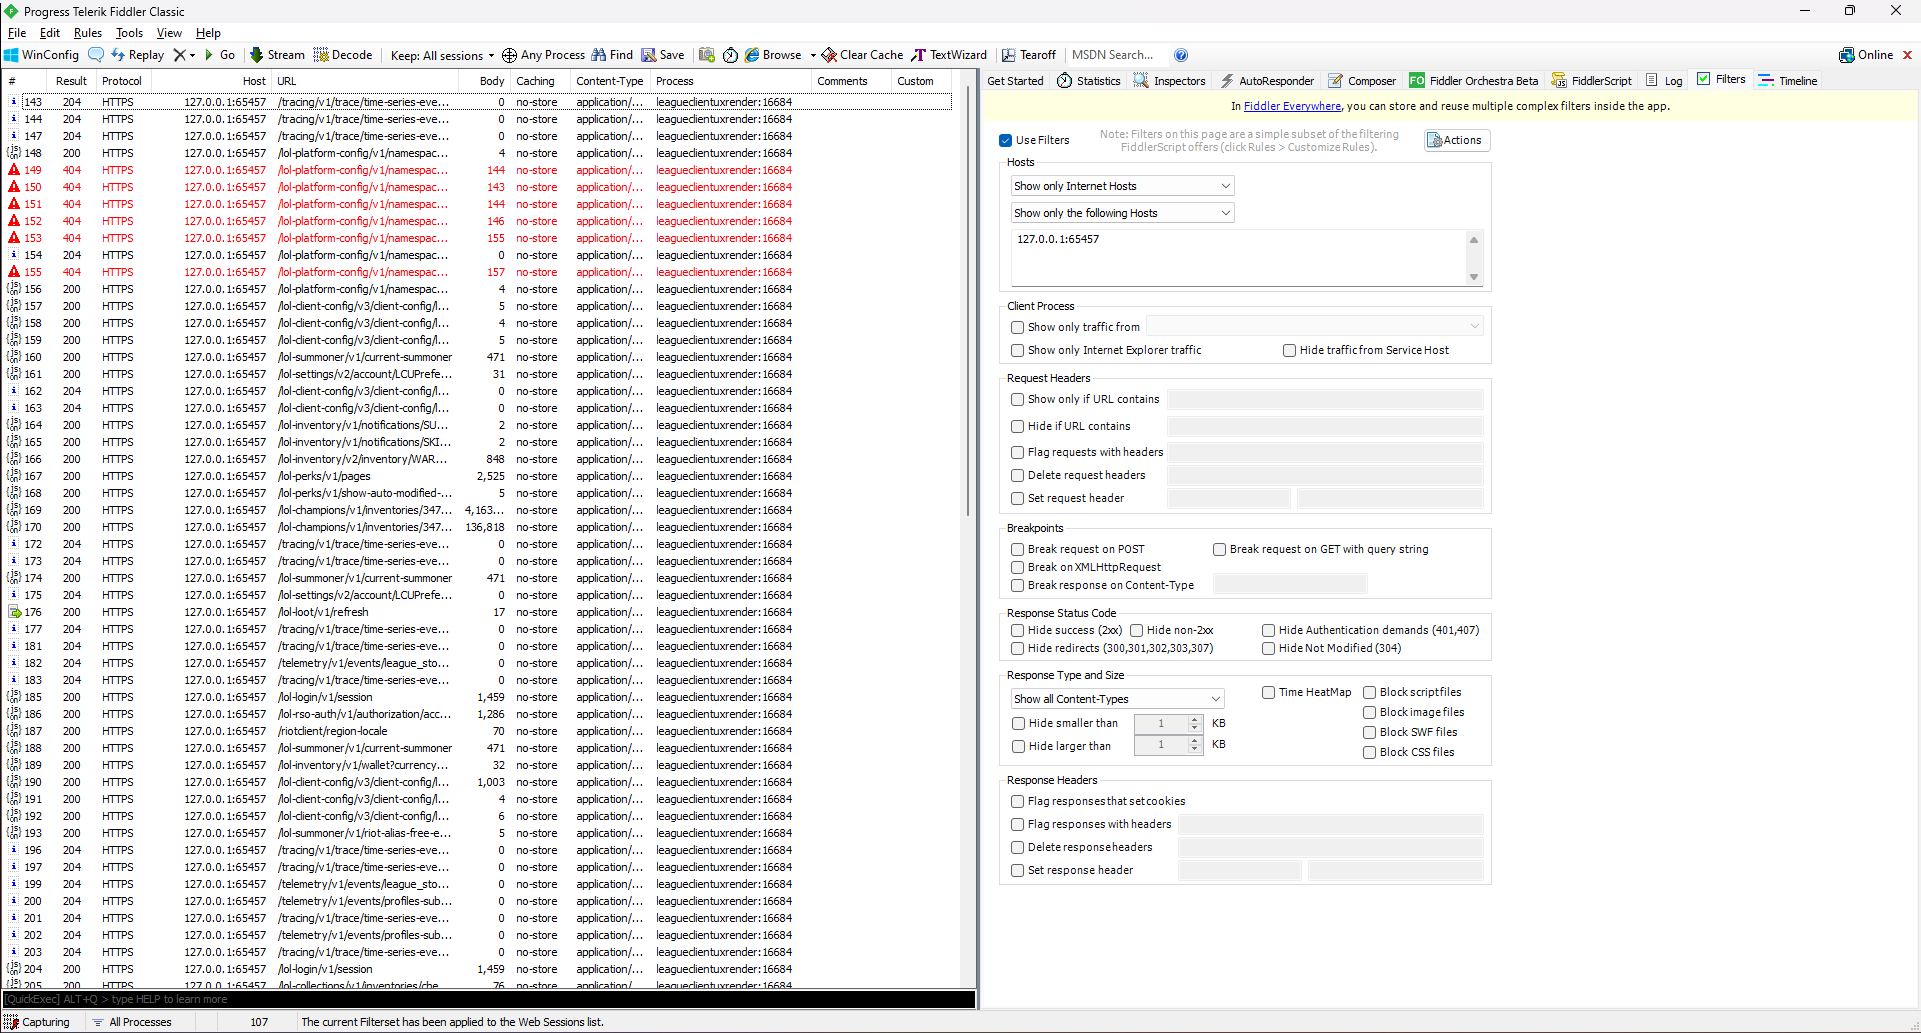 Progress Telerik Fiddler Classic
File Edit Rules Tools View Help
WinConfig Replay Go Stream Decode Keep: All sessions Any Process Find Save Browse Clear Cache TextWizard Tearoff MSDN Search... Online
# Result Protocol Host URL Body Caching Content-Type Process Comments Custom
143 204 HTTPS 127.0.0.1:65457 /tracing/v1/trace/time-series-eve... 0 no-store application/... leagueclientuxrender:16684
144 204 HTTPS 127.0.0.1:65457 /tracing/v1/trace/time-series-eve... 0 no-store application/... leagueclientuxrender:16684
147 204 HTTPS 127.0.0.1:65457 /tracing/v1/trace/time-series-eve... 0 no-store application/... leagueclientuxrender:16684
148 200 HTTPS 127.0.0.1:65457 /lol-platform-config/v1/namespac... 4 no-store application/... leagueclientuxrender:16684
149 404 HTTPS 127.0.0.1:65457 /lol-platform-config/v1/namespac... 144 no-store application/... leagueclientuxrender:16684
150 404 HTTPS 127.0.0.1:65457 /lol-platform-config/v1/namespac... 143 no-store application/... leagueclientuxrender:16684
151 404 HTTPS 127.0.0.1:65457 /lol-platform-config/v1/namespac... 144 no-store application/... leagueclientuxrender:16684
152 404 HTTPS 127.0.0.1:65457 /lol-platform-config/v1/namespac... 146 no-store application/... leagueclientuxrender:16684
153 404 HTTPS 127.0.0.1:65457 /lol-platform-config/v1/namespac... 155 no-store application/... leagueclientuxrender:16684
154 204 HTTPS 127.0.0.1:65457 /lol-platform-config/v1/namespac... 0 no-store application/... leagueclientuxrender:16684
155 404 HTTPS 127.0.0.1:65457 /lol-platform-config/v1/namespac... 157 no-store application/... leagueclientuxrender:16684
156 200 HTTPS 127.0.0.1:65457 /lol-platform-config/v1/namespac... 4 no-store application/... leagueclientuxrender:16684
157 200 HTTPS 127.0.0.1:65457 /lol-client-config/v3/client-config/l... 5 no-store application/... leagueclientuxrender:16684
158 200 HTTPS 127.0.0.1:65457 /lol-client-config/v3/client-config/l... 4 no-store application/... leagueclientuxrender:16684
159 200 HTTPS 127.0.0.1:65457 /lol-client-config/v3/client-config/l... 5 no-store application/... leagueclientuxrender:16684
160 200 HTTPS 127.0.0.1:65457 /lol-summoner/v1/current-summoner 471 no-store application/... leagueclientuxrender:16684
161 200 HTTPS 127.0.0.1:65457 /lol-settings/v2/account/LCUPrefe... 31 no-store application/... leagueclientuxrender:16684
162 204 HTTPS 127.0.0.1:65457 /lol-client-config/v3/client-config/l... 0 no-store application/... leagueclientuxrender:16684
163 204 HTTPS 127.0.0.1:65457 /lol-client-config/v3/client-config/l... 0 no-store application/... leagueclientuxrender:16684
164 200 HTTPS 127.0.0.1:65457 /lol-inventory/v1/notifications/SU... 2 no-store application/... leagueclientuxrender:16684
165 200 HTTPS 127.0.0.1:65457 /lol-inventory/v1/notifications/SKI... 2 no-store application/... leagueclientuxrender:16684
166 200 HTTPS 127.0.0.1:65457 /lol-inventory/v2/inventory/WAR... 848 no-store application/... leagueclientuxrender:16684
167 200 HTTPS 127.0.0.1:65457 /lol-perks/v1/pages 2,525 no-store application/... leagueclientuxrender:16684
168 200 HTTPS 127.0.0.1:65457 /lol-perks/v1/show-auto-modified-... 5 no-store application/... leagueclientuxrender:16684
169 200 HTTPS 127.0.0.1:65457 /lol-champions/v1/inventories/347... 4,163... no-store application/... leagueclientuxrender:16684
170 200 HTTPS 127.0.0.1:65457 /lol-champions/v1/inventories/347... 136,818 no-store application/... leagueclientuxrender:16684
172 204 HTTPS 127.0.0.1:65457 /tracing/v1/trace/time-series-eve... 0 no-store application/... leagueclientuxrender:16684
173 204 HTTPS 127.0.0.1:65457 /tracing/v1/trace/time-series-eve... 0 no-store application/... leagueclientuxrender:16684
174 200 HTTPS 127.0.0.1:65457 /lol-summoner/v1/current-summoner 471 no-store application/... leagueclientuxrender:16684
175 204 HTTPS 127.0.0.1:65457 /lol-settings/v2/account/LCUPrefe... 0 no-store application/... leagueclientuxrender:16684
176 200 HTTPS 127.0.0.1:65457 /lol-loot/v1/refresh 17 no-store application/... leagueclientuxrender:16684
177 204 HTTPS 127.0.0.1:65457 /tracing/v1/trace/time-series-eve... 0 no-store application/... leagueclientuxrender:16684
181 204 HTTPS 127.0.0.1:65457 /tracing/v1/trace/time-series-eve... 0 no-store application/... leagueclientuxrender:16684
182 204 HTTPS 127.0.0.1:65457 /telemetry/v1/events/league_sto... 0 no-store application/... leagueclientuxrender:16684
183 204 HTTPS 127.0.0.1:65457 /tracing/v1/trace/time-series-eve... 0 no-store application/... leagueclientuxrender:16684
185 200 HTTPS 127.0.0.1:65457 /lol-login/v1/session 1,459 no-store application/... leagueclientuxrender:16684
186 200 HTTPS 127.0.0.1:65457 /lol-rso-auth/v1/authorization/acc... 1,286 no-store application/... leagueclientuxrender:16684
187 200 HTTPS 127.0.0.1:65457 /riotclient/region-locale 70 no-store application/... leagueclientuxrender:16684
188 200 HTTPS 127.0.0.1:65457 /lol-summoner/v1/current-summoner 471 no-store application/... leagueclientuxrender:16684
189 200 HTTPS 127.0.0.1:65457 /lol-inventory/v1/wallet?currency... 32 no-store application/... leagueclientuxrender:16684
190 200 HTTPS 127.0.0.1:65457 /lol-client-config/v3/client-config/l... 1,003 no-store application/... leagueclientuxrender:16684
191 200 HTTPS 127.0.0.1:65457 /lol-client-config/v3/client-config/l... 4 no-store application/... leagueclientuxrender:16684
192 200 HTTPS 127.0.0.1:65457 /lol-client-config/v3/client-config/l... 6 no-store application/... leagueclientuxrender:16684
193 200 HTTPS 127.0.0.1:65457 /lol-summoner/v1/riot-alias-free-e... 5 no-store application/... leagueclientuxrender:16684
196 204 HTTPS 127.0.0.1:65457 /tracing/v1/trace/time-series-eve... 0 no-store application/... leagueclientuxrender:16684
197 204 HTTPS 127.0.0.1:65457 /tracing/v1/trace/time-series-eve... 0 no-store application/... leagueclientuxrender:16684
199 204 HTTPS 127.0.0.1:65457 /telemetry/v1/events/league_sto... 0 no-store application/... leagueclientuxrender:16684
200 204 HTTPS 127.0.0.1:65457 /telemetry/v1/events/profiles-sub... 0 no-store application/... leagueclientuxrender:16684
201 204 HTTPS 127.0.0.1:65457 /tracing/v1/trace/time-series-eve... 0 no-store application/... leagueclientuxrender:16684
202 204 HTTPS 127.0.0.1:65457 /telemetry/v1/events/profiles-sub... 0 no-store application/... leagueclientuxrender:16684
203 204 HTTPS 127.0.0.1:65457 /tracing/v1/trace/time-series-eve... 0 no-store application/... leagueclientuxrender:16684
204 200 HTTPS 127.0.0.1:65457 /lol-login/v1/session 1,459 no-store application/... leagueclientuxrender:16684
205 200 HTTPS 127.0.0.1:65457 /lol-collections/v1/inventories/che... 76 no-store application/... leagueclientuxrender:16684
[QuickExec] ALT+Q > type HELP to learn more
Capturing All Processes 107 The current Filterset has been applied to the Web Sessions list.
Get Started Statistics Inspectors AutoResponder Composer FO Fiddler Orchestra Beta FiddlerScript Log Filters Timeline
In Fiddler Everywhere, you can store and reuse multiple complex filters inside the app.
Use Filters
Note: Filters on this page are a simple subset of the filtering
FiddlerScript offers (click Rules > Customize Rules).
Actions
Hosts
Show only Internet Hosts
Show only the following Hosts
127.0.0.1:65457
Client Process
Show only traffic from
Show only Internet Explorer traffic Hide traffic from Service Host
Request Headers
Show only if URL contains
Hide if URL contains
Flag requests with headers
Delete request headers
Set request header
Breakpoints
Break request on POST Break request on GET with query string
Break on XMLHttpRequest
Break response on Content-Type
Response Status Code
Hide success (2xx) Hide non-2xx Hide Authentication demands (401,407)
Hide redirects (300,301,302,303,307) Hide Not Modified (304)
Response Type and Size
Show all Content-Types Time HeatMap Block script files
Block image files
Hide smaller than 1 KB Block SWF files
Hide larger than 1 KB Block CSS files
Response Headers
Flag responses that set cookies
Flag responses with headers
Delete response headers
Set response header